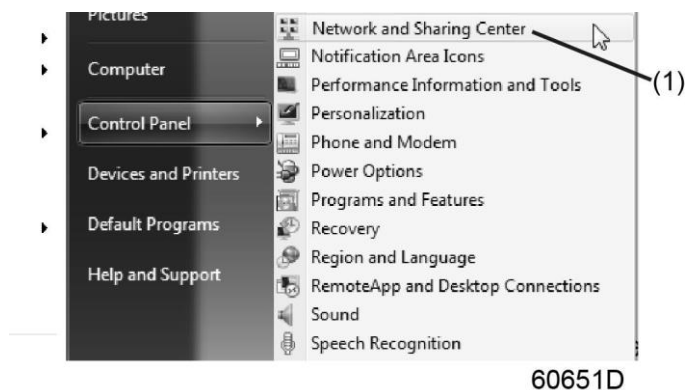 Pictures
Computer
Control Panel
Devices and Printers
Default Programs
Help and Support
Network and Sharing Center
Notification Area Icons
Performance Information and Tools
Personalization
Phone and Modem
Power Options
Programs and Features
Recovery
Region and Language
RemoteApp and Desktop Connections
Sound
Speech Recognition
(1)
60651D